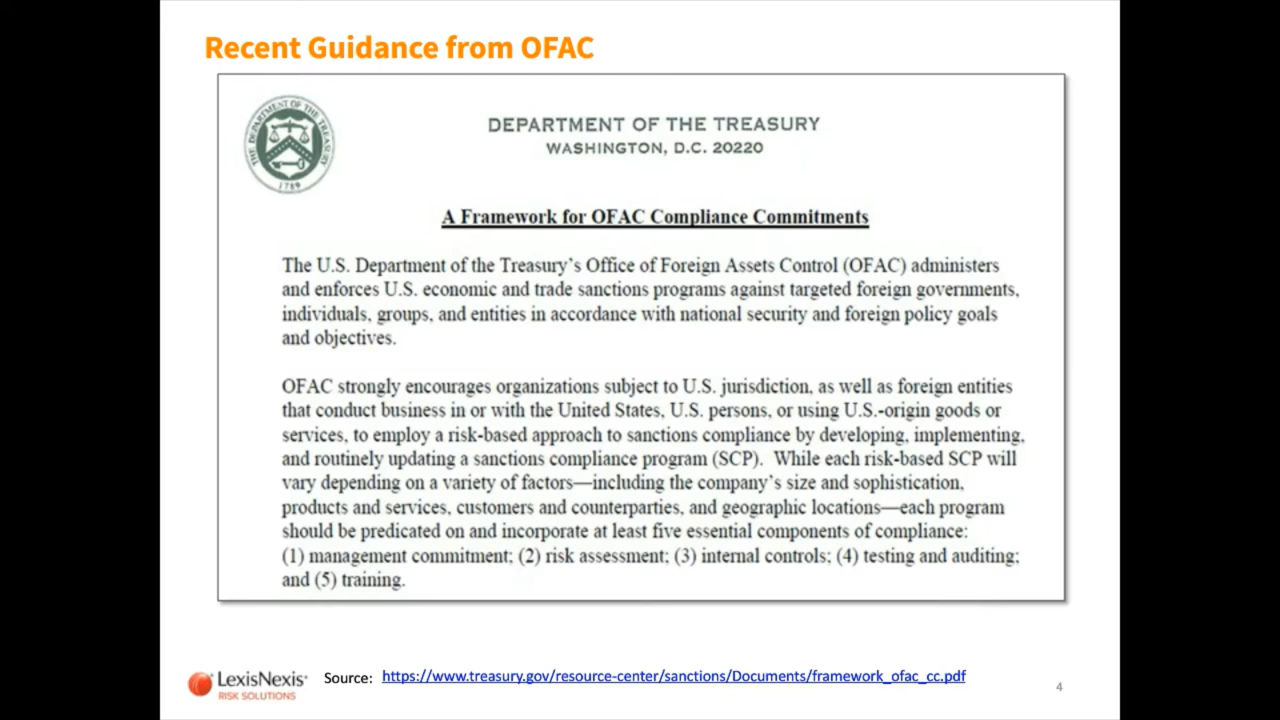 Recent Guidance from OFAC
THE DEPARTMENT OF THE TREASURY
1789
DEPARTMENT OF THE TREASURY
WASHINGTON, D.C. 20220
A Framework for OFAC Compliance Commitments
The U.S. Department of the Treasury’s Office of Foreign Assets Control (OFAC) administers
and enforces U.S. economic and trade sanctions programs against targeted foreign governments,
individuals, groups, and entities in accordance with national security and foreign policy goals
and objectives.
OFAC strongly encourages organizations subject to U.S. jurisdiction, as well as foreign entities
that conduct business in or with the United States, U.S. persons, or using U.S.-origin goods or
services, to employ a risk-based approach to sanctions compliance by developing, implementing,
and routinely updating a sanctions compliance program (SCP). While each risk-based SCP will
vary depending on a variety of factors—including the company’s size and sophistication,
products and services, customers and counterparties, and geographic locations—each program
should be predicated on and incorporate at least five essential components of compliance:
(1) management commitment; (2) risk assessment; (3) internal controls; (4) testing and auditing;
and (5) training.
LexisNexis
RISK SOLUTIONS
Source: https://www.treasury.gov/resource-center/sanctions/Documents/framework_ofac_cc.pdf
4